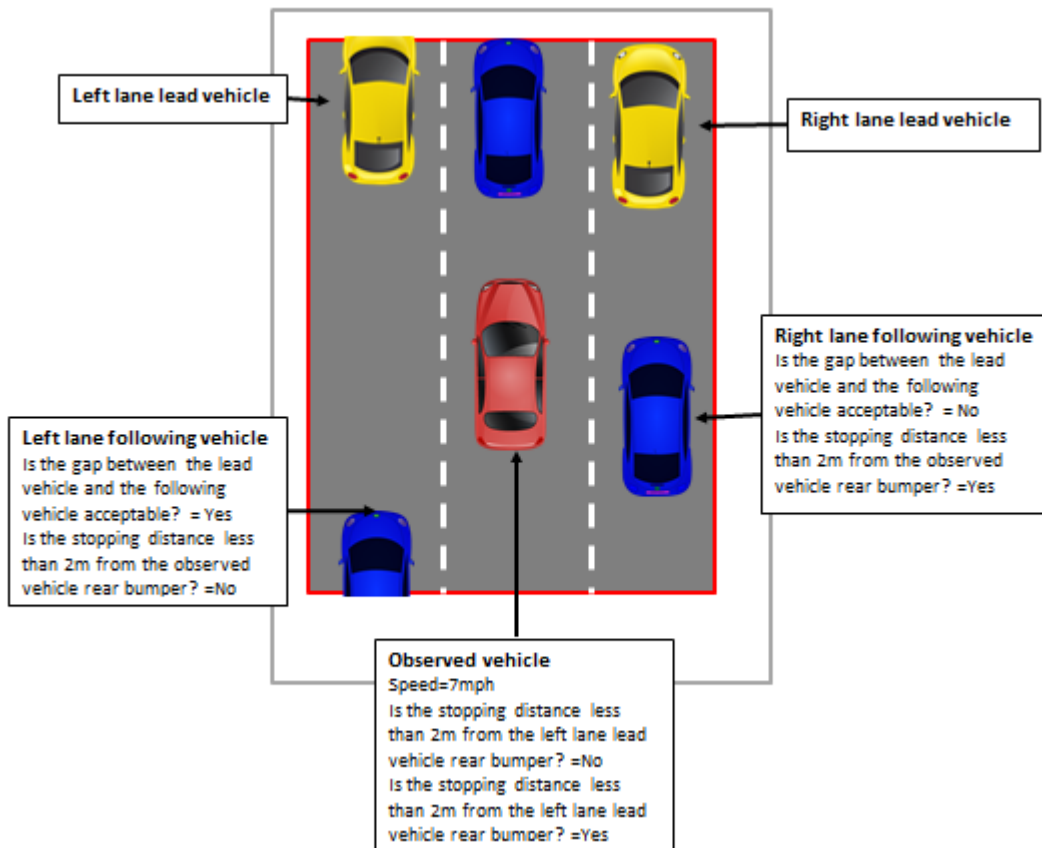 Left lane lead vehicle
Right lane lead vehicle
Right lane following vehicle
Is the gap between the lead
vehicle and the following
vehicle acceptable? = No
Is the stopping distance less
than 2m from the observed
vehicle rear bumper? =Yes
Left lane following vehicle
Is the gap between the lead
vehicle and the following
vehicle acceptable? = Yes
Is the stopping distance less
than 2m from the observed
vehicle rear bumper? =No
Observed vehicle
Speed=7mph
Is the stopping distance less
than 2m from the left lane lead
vehicle rear bumper? =No
Is the stopping distance less
than 2m from the left lane lead
vehicle rear bumper? =Yes